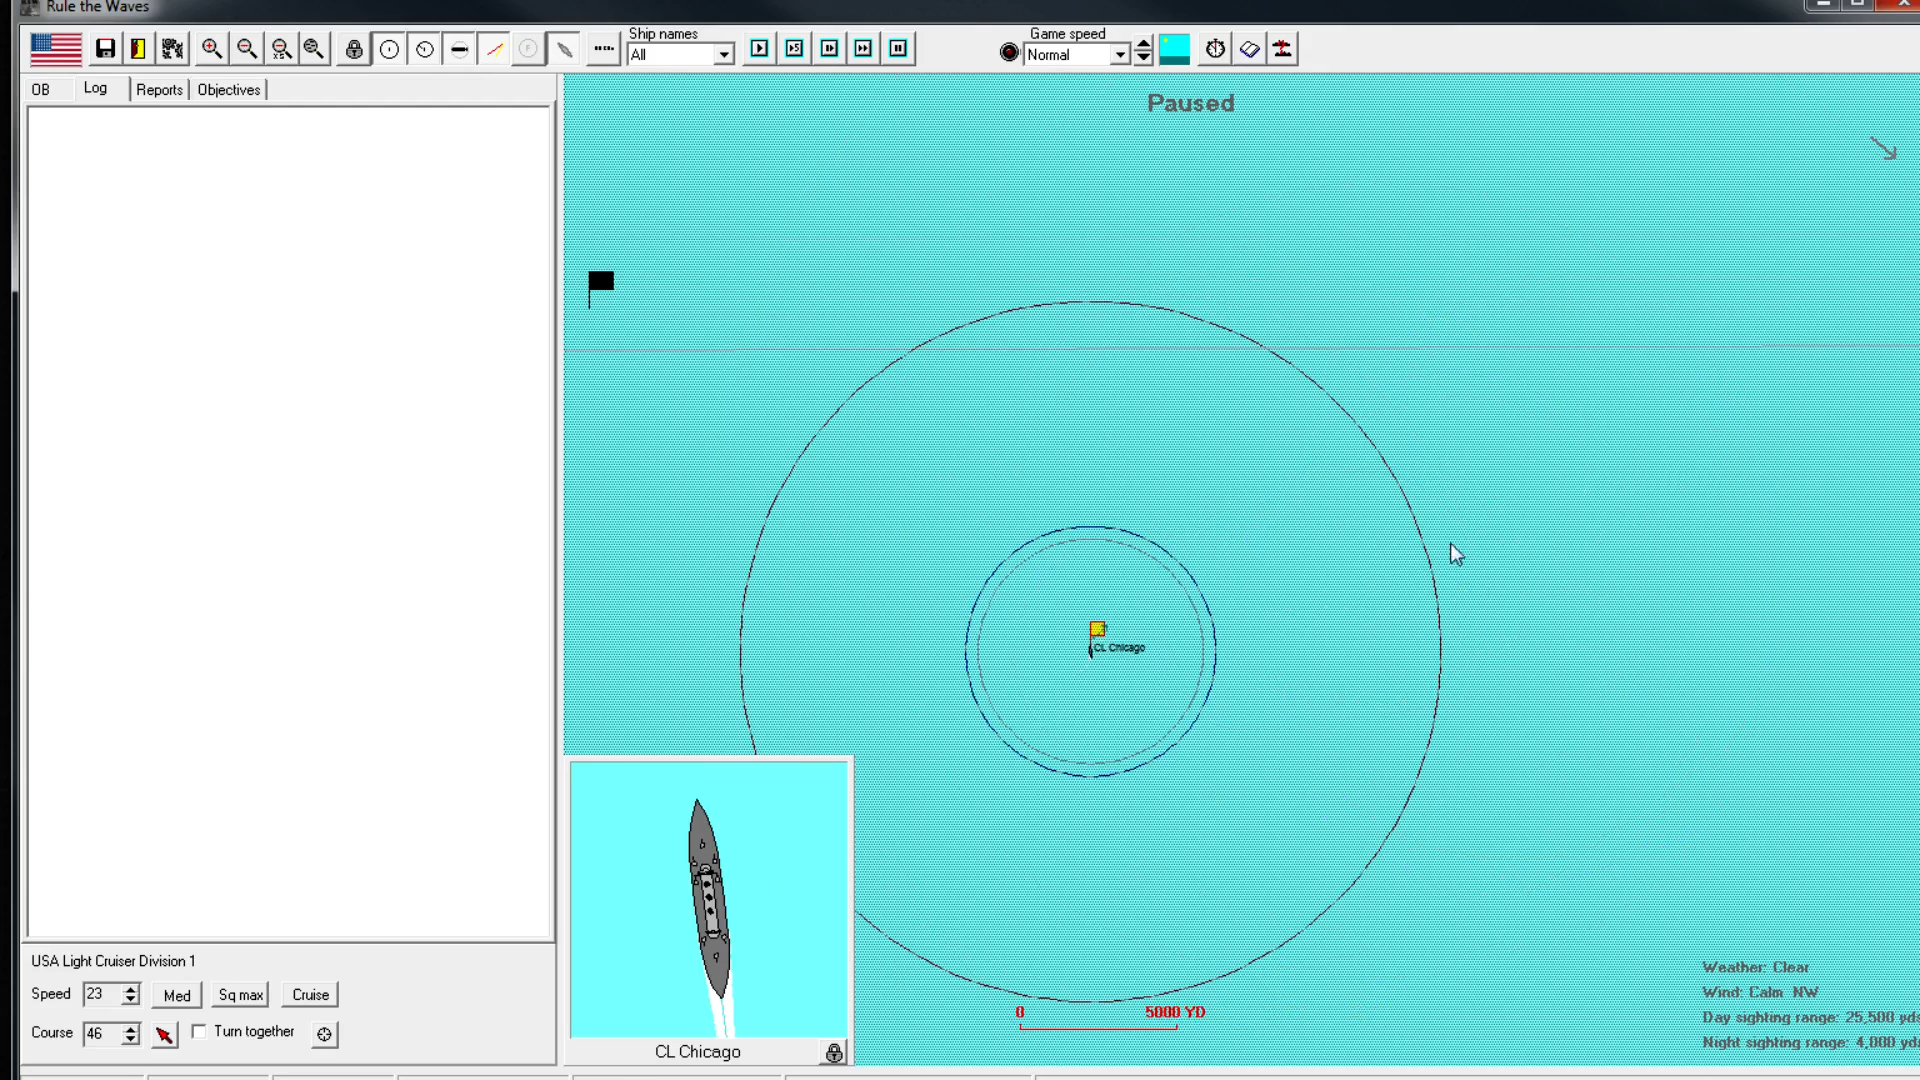 Rule the Waves
Ship names
All
Game speed
Normal
OB
Log
Reports
Objectives
Paused
CL Chicago
USA Light Cruiser Division 1
Speed 23 Med Sq max Cruise
Course 46 Turn together
CL Chicago
0 5000 YD
Weather: Clear
Wind: Calm NW
Day sighting range: 25,500 yds
Night sighting range: 4,000 yds